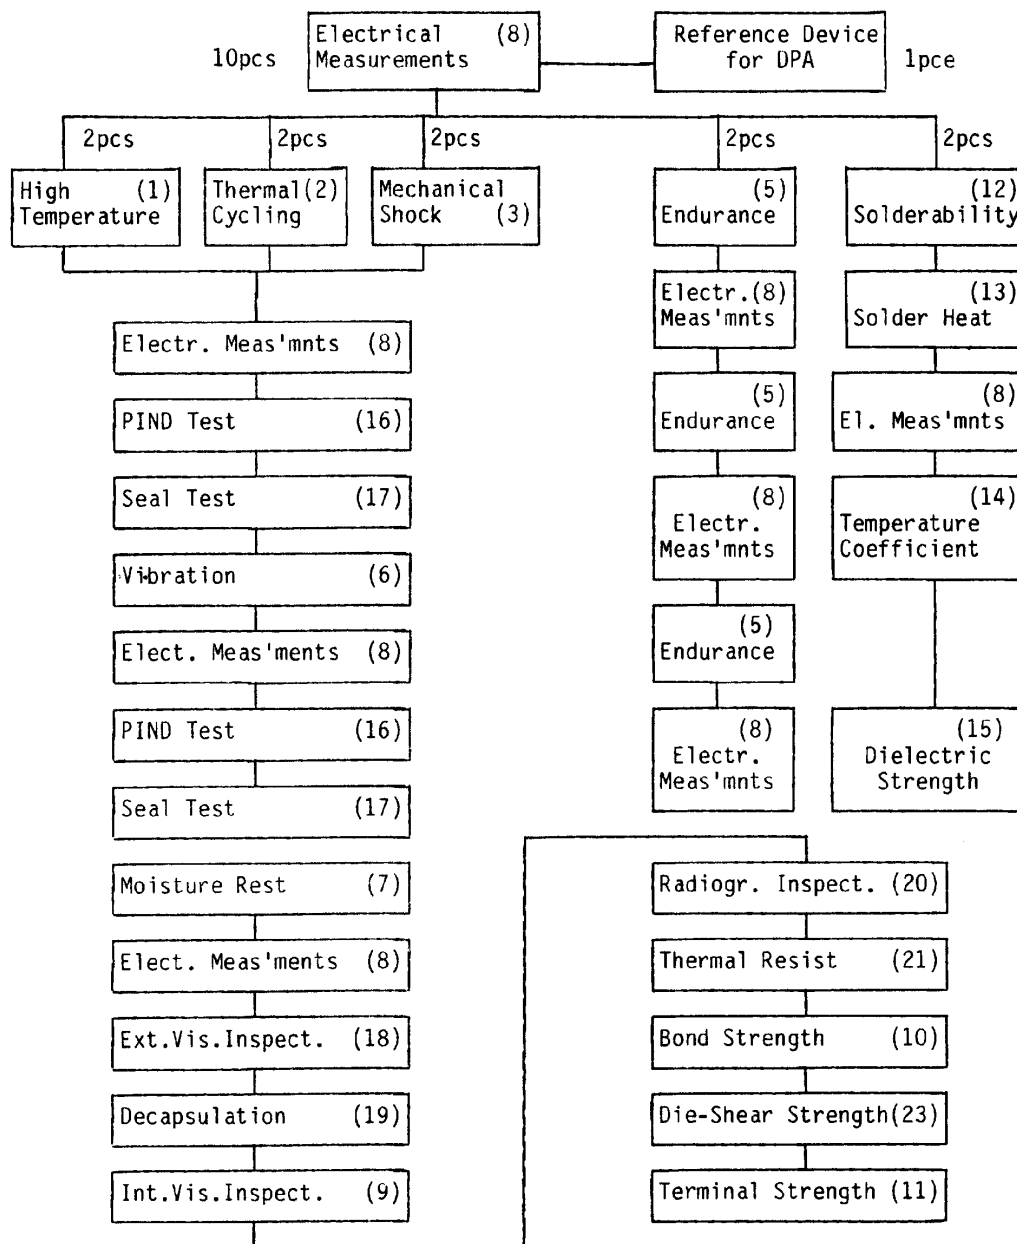 Electrical (8)
Measurements
10pcs
Reference Device
for DPA
1pce
2pcs
2pcs
2pcs
2pcs
2pcs
High (1)
Temperature
Thermal(2)
Cycling
Mechanical
Shock (3)
(5)
Endurance
(12)
Solderability
Electr. Meas'mnts (8)
PIND Test (16)
Seal Test (17)
Vibration (6)
Elect. Meas'ments (8)
PIND Test (16)
Seal Test (17)
Moisture Rest (7)
Elect. Meas'ments (8)
Ext.Vis.Inspect. (18)
Decapsulation (19)
Int.Vis.Inspect. (9)
Electr.(8)
Meas'mnts
(5)
Endurance
(8)
Electr.
Meas'mnts
(5)
Endurance
(8)
Electr.
Meas'mnts
(13)
Solder Heat
(8)
El. Meas'mnts
(14)
Temperature
Coefficient
(15)
Dielectric
Strength
Radiogr. Inspect. (20)
Thermal Resist (21)
Bond Strength (10)
Die-Shear Strength(23)
Terminal Strength (11)